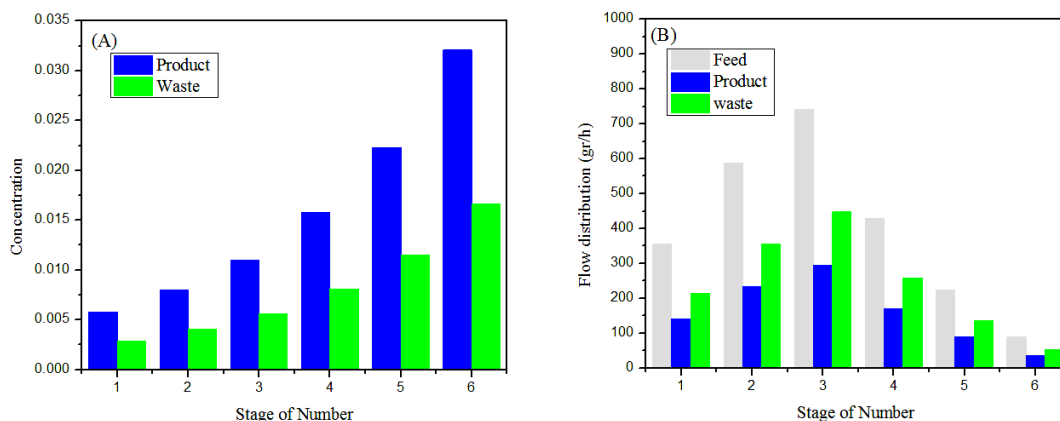 (A)
Product
Waste
0.035
0.030
0.025
0.020
0.015
0.010
0.005
0.000
Concentration
1 2 3 4 5 6
Stage of Number
(B)
Feed
Product
waste
1000
900
800
700
600
500
400
300
200
100
0
Flow distribution (gr/h)
1 2 3 4 5 6
Stage of Number